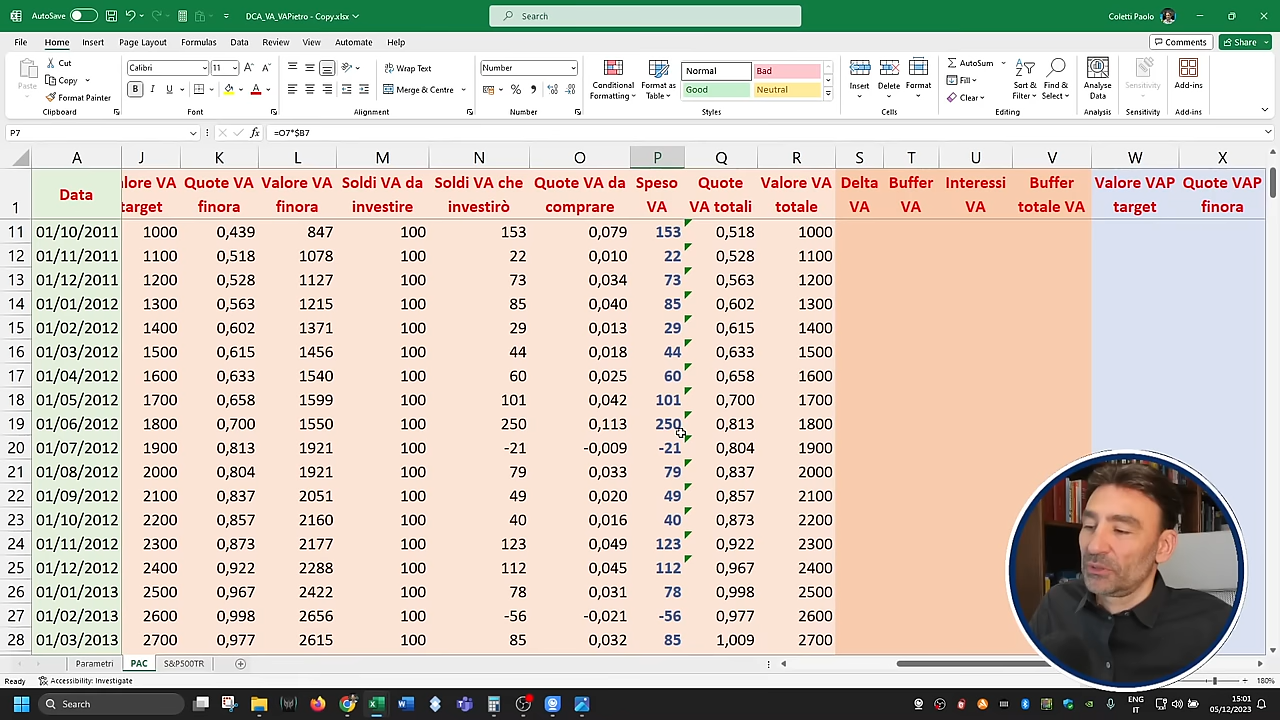 AutoSave
DCA_VA_VAPietro - Copy.xlsx
Search
Coletti Paolo
File Home Insert Page Layout Formulas Data Review View Automate Help
Comments Share
Paste
Cut
Copy
Format Painter
Clipboard
Calibri 11
B I U
Font
Wrap Text
Merge & Centre
Alignment
Number
Number
Conditional Formatting
Format as Table
Normal Bad
Good Neutral
Styles
Insert Delete Format
Cells
AutoSum
Fill
Clear
Sort & Filter
Find & Select
Editing
Analyse Data
Sensitivity
Sensitivity
Add-ins
Add-ins
P7 =O7*$B7
A J K L M N O P Q R S T U V W X
1 Data alore VA target Quote VA finora Valore VA finora Soldi VA da investire Soldi VA che investirò Quote VA da comprare Speso VA Quote VA totali Valore VA totale Delta VA Buffer VA Interessi VA Buffer totale VA Valore VAP target Quote VAP finora
11 01/10/2011 1000 0,439 847 100 153 0,079 153 0,518 1000
12 01/11/2011 1100 0,518 1078 100 22 0,010 22 0,528 1100
13 01/12/2011 1200 0,528 1127 100 73 0,034 73 0,563 1200
14 01/01/2012 1300 0,563 1215 100 85 0,040 85 0,602 1300
15 01/02/2012 1400 0,602 1371 100 29 0,013 29 0,615 1400
16 01/03/2012 1500 0,615 1456 100 44 0,018 44 0,633 1500
17 01/04/2012 1600 0,633 1540 100 60 0,025 60 0,658 1600
18 01/05/2012 1700 0,658 1599 100 101 0,042 101 0,700 1700
19 01/06/2012 1800 0,700 1550 100 250 0,113 250 0,813 1800
20 01/07/2012 1900 0,813 1921 100 -21 -0,009 -21 0,804 1900
21 01/08/2012 2000 0,804 1921 100 79 0,033 79 0,837 2000
22 01/09/2012 2100 0,837 2051 100 49 0,020 49 0,857 2100
23 01/10/2012 2200 0,857 2160 100 40 0,016 40 0,873 2200
24 01/11/2012 2300 0,873 2177 100 123 0,049 123 0,922 2300
25 01/12/2012 2400 0,922 2288 100 112 0,045 112 0,967 2400
26 01/01/2013 2500 0,967 2422 100 78 0,031 78 0,998 2500
27 01/02/2013 2600 0,998 2656 100 -56 -0,021 -56 0,977 2600
28 01/03/2013 2700 0,977 2615 100 85 0,032 85 1,009 2700
Parametri PAC S&P500TR
Ready Accessibility: Investigate 180%
Search
ENG IT
15:01
05/12/2023